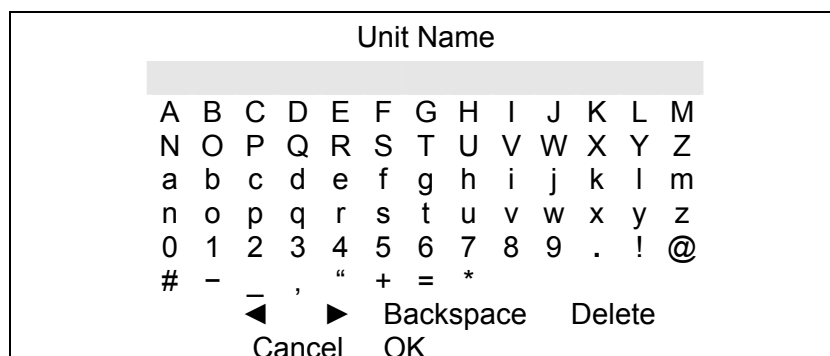 Unit Name
A B C D E F G H I J K L M
N O P Q R S T U V W X Y Z
a b c d e f g h i j k l m
n o p q r s t u v w x y z
0 1 2 3 4 5 6 7 8 9 . ! @
# − _ , “ + = *
◄ ► Backspace Delete
Cancel OK